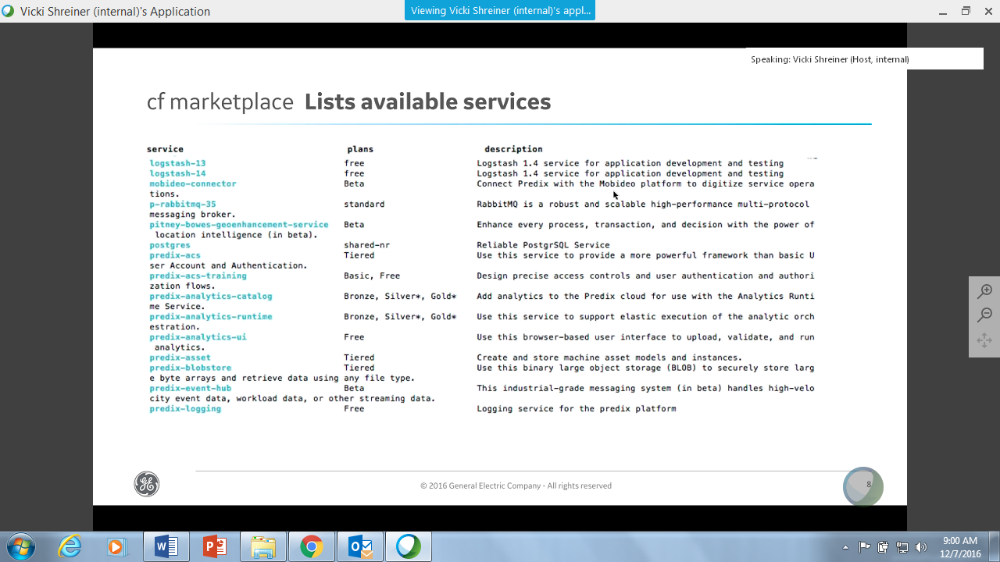 Vicki Shreiner (internal)'s Application
Viewing Vicki Shreiner (internal)'s appl...
Speaking: Vicki Shreiner (Host, internal)
cf marketplace Lists available services
service plans description
logstash-13 free Logstash 1.4 service for application development and testing
logstash-14 free Logstash 1.4 service for application development and testing
mobideo-connector Beta Connect Predix with the Mobideo platform to digitize service opera
tions.
p-rabbitmq-35 standard RabbitMQ is a robust and scalable high-performance multi-protocol
messaging broker.
pitney-bowes-geoenhancement-service Beta Enhance every process, transaction, and decision with the power of
location intelligence (in beta).
postgres shared-nr Reliable PostgrSQL Service
predix-acs Tiered Use this service to provide a more powerful framework than basic U
ser Account and Authentication.
predix-acs-training Basic, Free Design precise access controls and user authentication and authori
zation flows.
predix-analytics-catalog Bronze, Silver*, Gold* Add analytics to the Predix cloud for use with the Analytics Runti
me Service.
predix-analytics-runtime Bronze, Silver*, Gold* Use this service to support elastic execution of the analytic orch
estration.
predix-analytics-ui Free Use this browser-based user interface to upload, validate, and run
analytics.
predix-asset Tiered Create and store machine asset models and instances.
predix-blobstore Tiered Use this binary large object storage (BLOB) to securely store larg
e byte arrays and retrieve data using any file type.
predix-event-hub Beta This industrial-grade messaging system (in beta) handles high-velo
city event data, workload data, or other streaming data.
predix-logging Free Logging service for the predix platform
© 2016 General Electric Company - All rights reserved
8
9:00 AM
12/7/2016